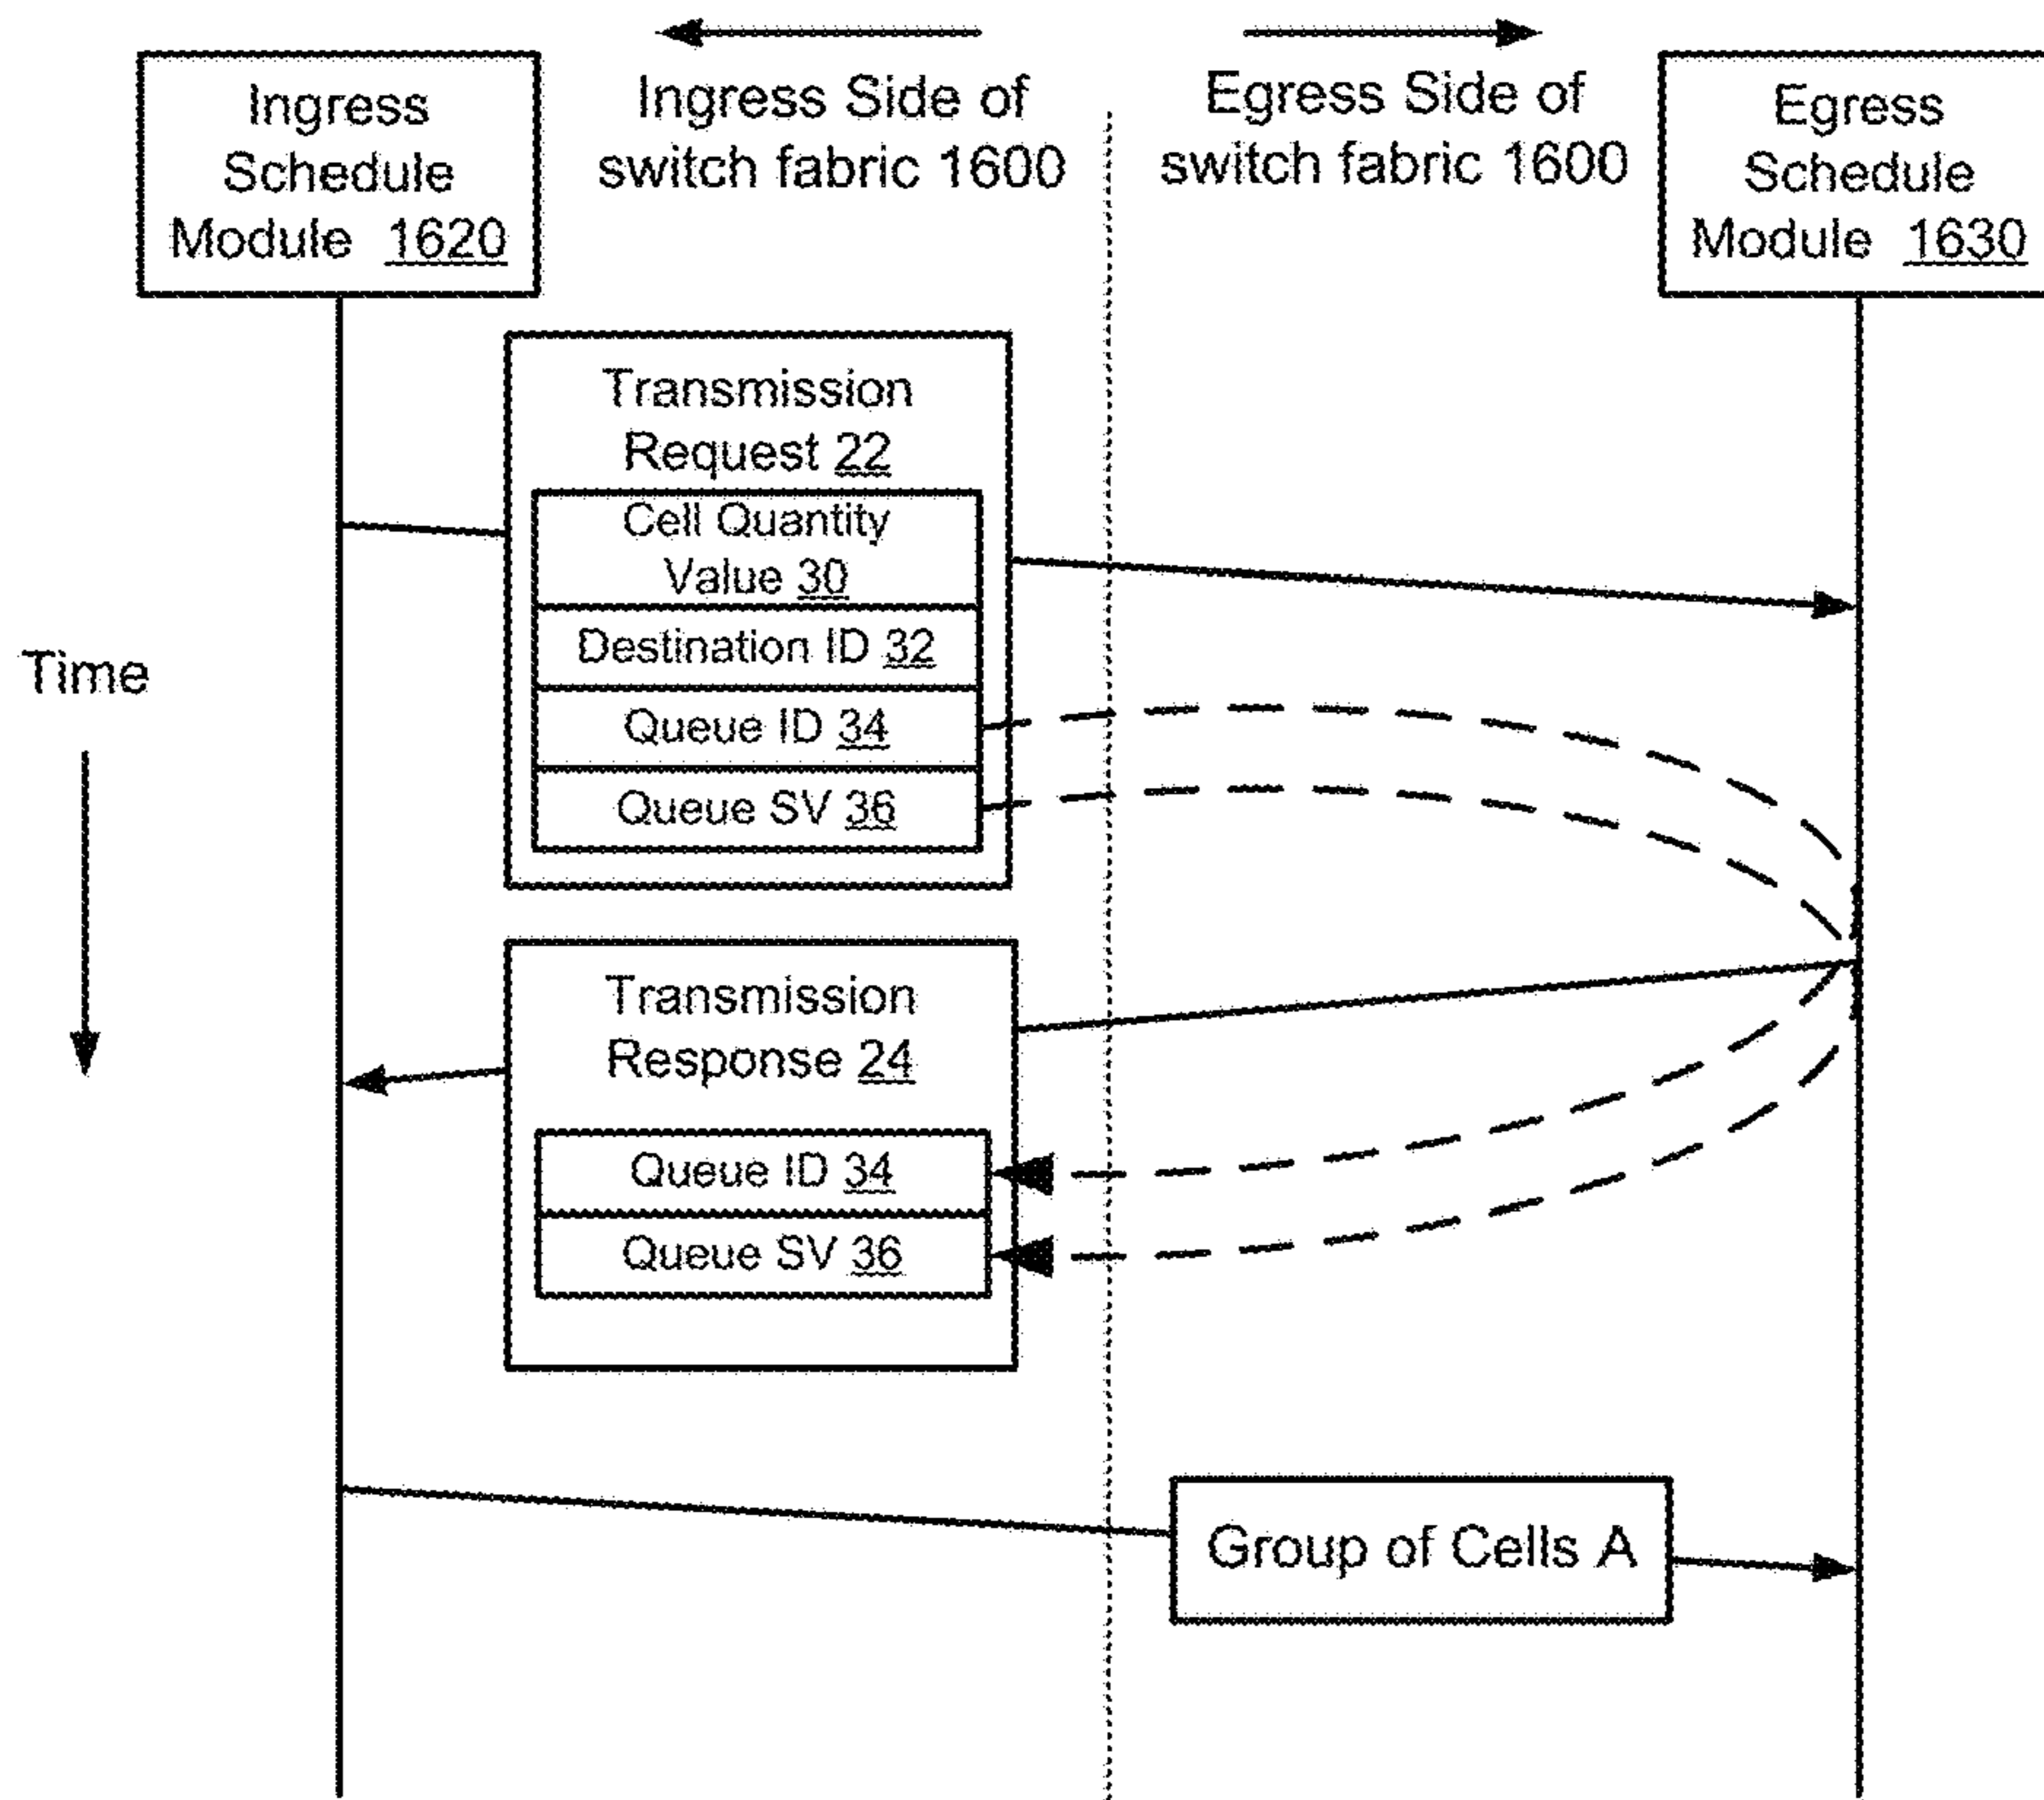 Ingress
Schedule
Module 1620
Ingress Side of
switch fabric 1600
Egress Side of
switch fabric 1600
Egress
Schedule
Module 1630
Transmission
Request 22
Cell Quantity
Value 30
Destination ID 32
Queue ID 34
Queue SV 36
Time
Transmission
Response 24
Queue ID 34
Queue SV 36
Group of Cells A